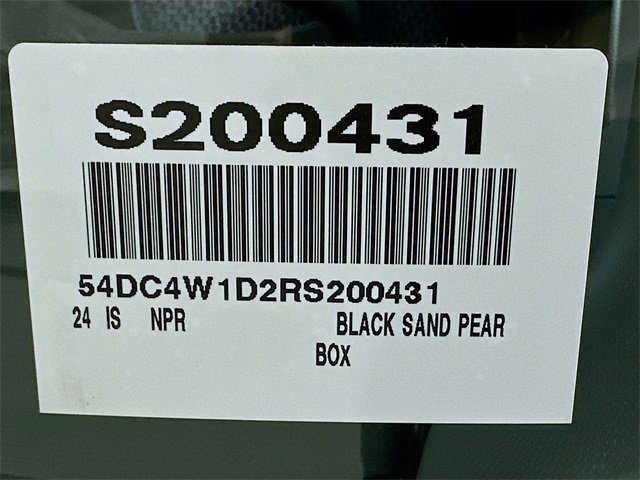 S200431
54DC4W1D2RS200431
24 IS NPR BLACK SAND PEAR
BOX